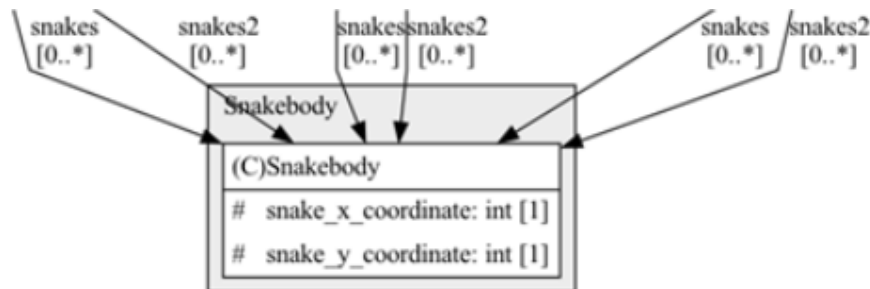 snakes snakes2 snakes snakes2 snakes snakes2
[0..*] [0..*] [0..*] [0..*] [0..*] [0..*]
Snakebody
(C)Snakebody
# snake_x_coordinate: int [1]
# snake_y_coordinate: int [1]